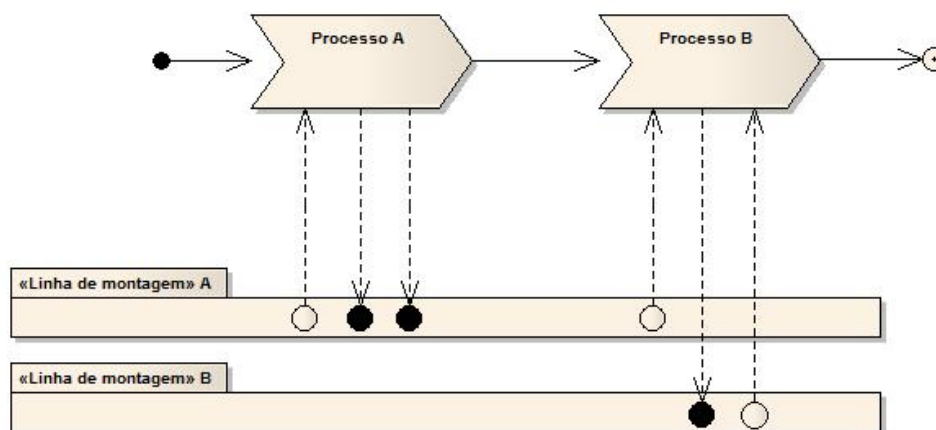 Processo A
Processo B
«Linha de montagem» A
«Linha de montagem» B